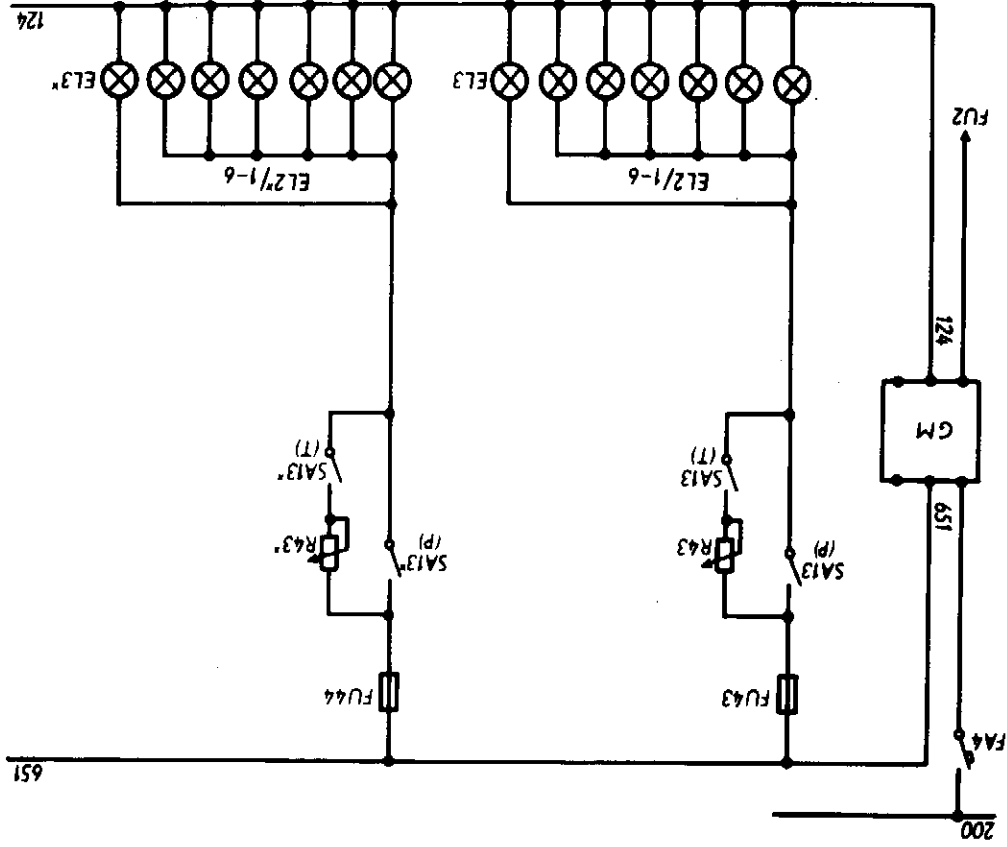 200
651
FA4
FU43
FU44
SA13
(P)
R43
SA13*
(P)
R43*
651
SA13
(T)
SA13*
(T)
GM
124
EL2/1-6
EL2*/1-6
FU2
EL3
EL3*
124